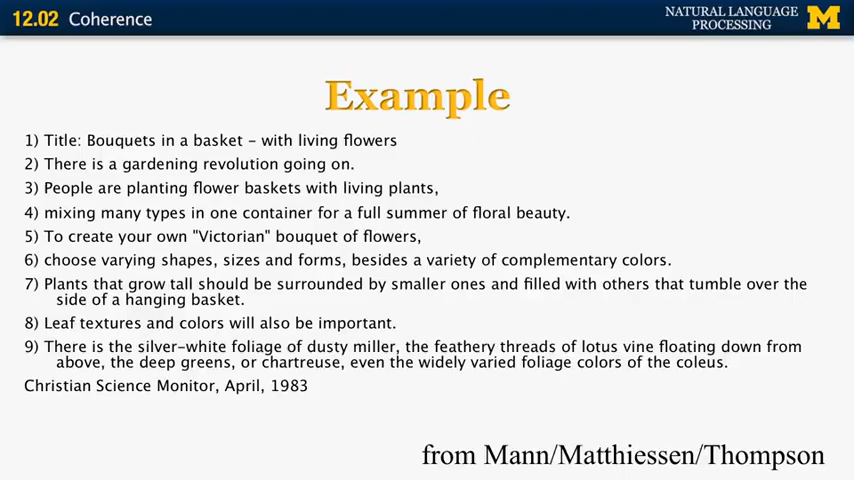 12.02 Coherence
NATURAL LANGUAGE
PROCESSING
M
Example
1) Title: Bouquets in a basket - with living flowers
2) There is a gardening revolution going on.
3) People are planting flower baskets with living plants,
4) mixing many types in one container for a full summer of floral beauty.
5) To create your own "Victorian" bouquet of flowers,
6) choose varying shapes, sizes and forms, besides a variety of complementary colors.
7) Plants that grow tall should be surrounded by smaller ones and filled with others that tumble over the
side of a hanging basket.
8) Leaf textures and colors will also be important.
9) There is the silver-white foliage of dusty miller, the feathery threads of lotus vine floating down from
above, the deep greens, or chartreuse, even the widely varied foliage colors of the coleus.
Christian Science Monitor, April, 1983
from Mann/Matthiessen/Thompson